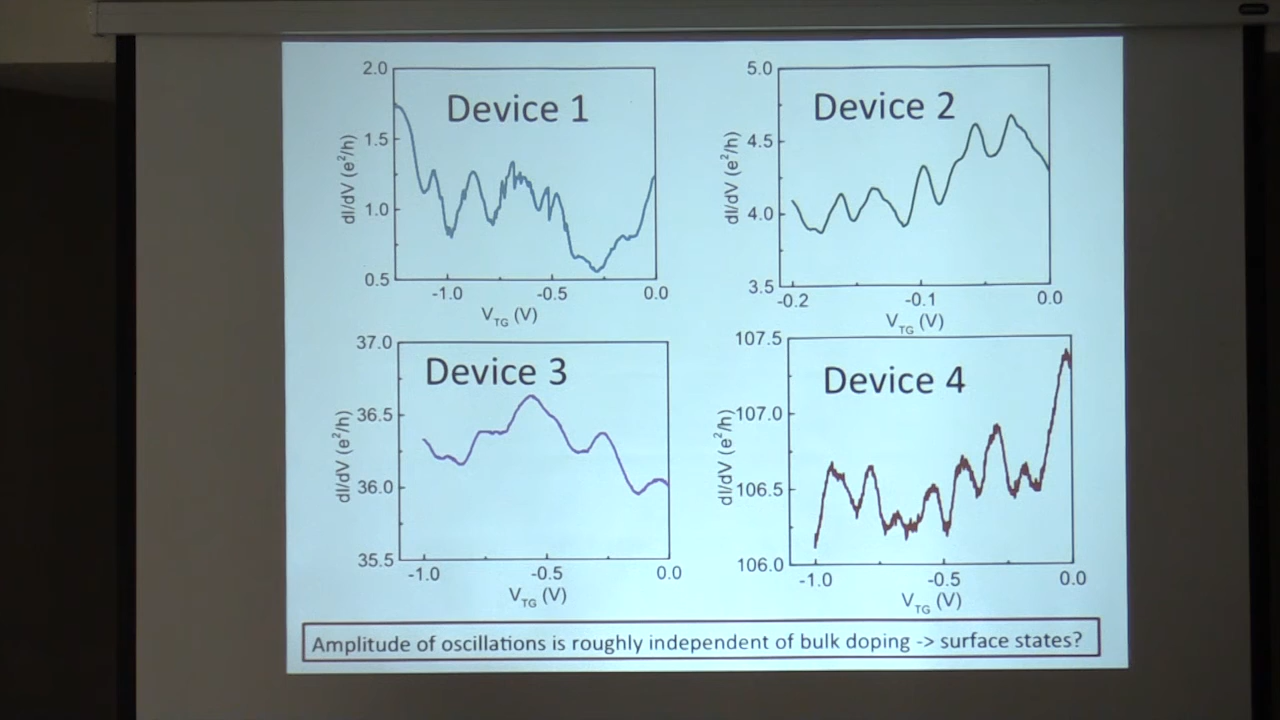 Device 1
2.0
1.5
1.0
0.5
dI/dV (e²/h)
-1.0 -0.5 0.0
V_TG (V)
Device 2
5.0
4.5
4.0
3.5
dI/dV (e²/h)
-0.2 -0.1 0.0
V_TG (V)
Device 3
37.0
36.5
36.0
35.5
dI/dV (e²/h)
-1.0 -0.5 0.0
V_TG (V)
Device 4
107.5
107.0
106.5
106.0
dI/dV (e²/h)
-1.0 -0.5 0.0
V_TG (V)
Amplitude of oscillations is roughly independent of bulk doping -> surface states?